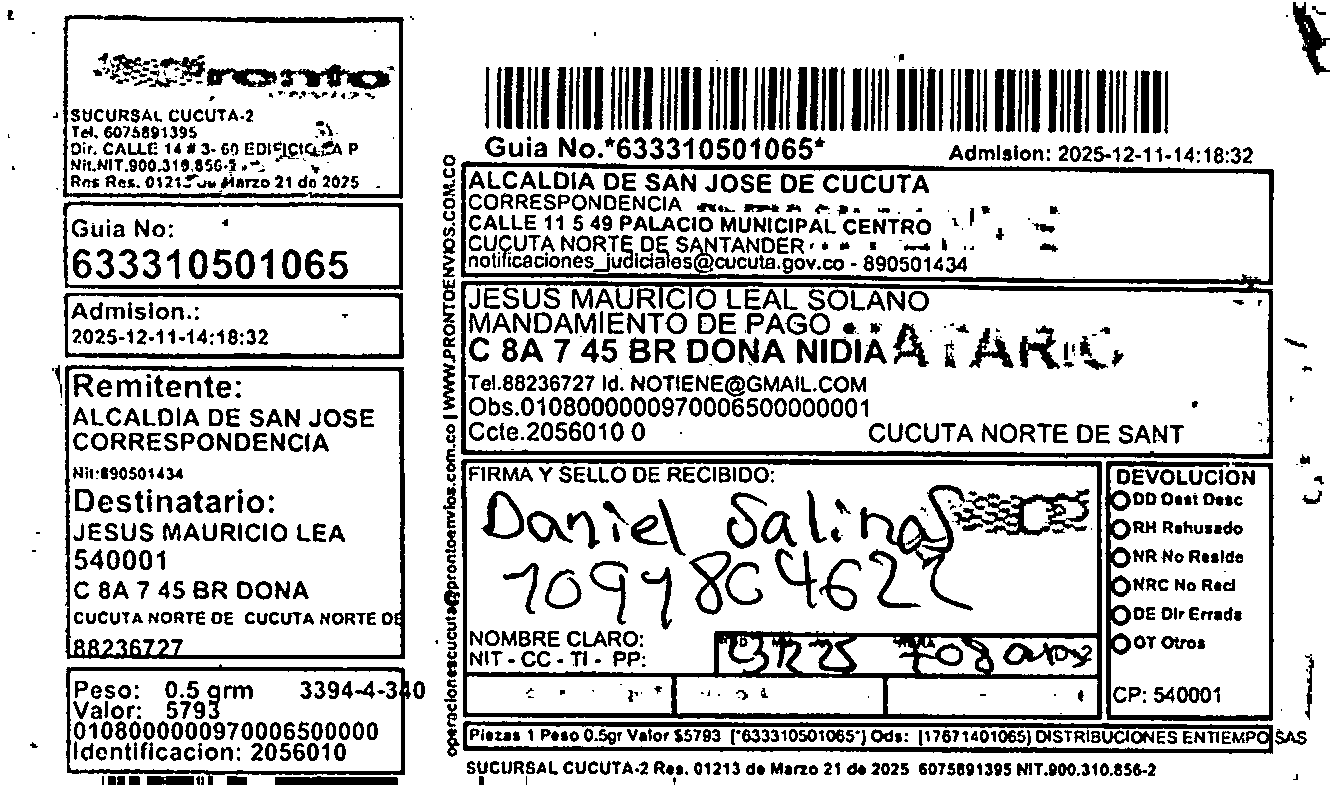 SUCURSAL CUCUTA-2
Tel. 6075891395
Dir. CALLE 14 # 3- 60 EDIFICIO LA P
Nit.NIT.900.310.856-2
Res Res. 01213 de Marzo 21 de 2025
Guia No:
633310501065
Admision.:
2025-12-11-14:18:32
Remitente:
ALCALDIA DE SAN JOSE
CORRESPONDENCIA
Nit:890501434
Destinatario:
JESUS MAURICIO LEA
540001
C 8A 7 45 BR DONA
CUCUTA NORTE DE CUCUTA NORTE DE
88236727
Peso: 0.5 grm 3394-4-340
Valor: 5793
01080000009700065000000
Identificacion: 2056010
operacionescucuta@prontoenvios.com.co | WWW.PRONTOENVIOS.COM.CO
Guia No.*633310501065*
Admision: 2025-12-11-14:18:32
ALCALDIA DE SAN JOSE DE CUCUTA
CORRESPONDENCIA
CALLE 11 5 49 PALACIO MUNICIPAL CENTRO
CUCUTA NORTE DE SANTANDER
notificaciones_judiciales@cucuta.gov.co - 890501434
JESUS MAURICIO LEAL SOLANO
MANDAMIENTO DE PAGO
C 8A 7 45 BR DONA NIDIA
Tel.88236727 Id. NOTIENE@GMAIL.COM
Obs.010800000097000650000000​1
Ccte.2056010 0 CUCUTA NORTE DE SANT
FIRMA Y SELLO DE RECIBIDO:
Daniel Salinas
1091804622
NOMBRE CLARO:
NIT - CC - TI - PP:
DEVOLUCION
DD Dest Desc
RH Rehusado
NR No Reside
NRC No Recl
DE Dir Errada
OT Otros
CP: 540001
Piezas 1 Peso 0.5gr Valor $5793 (*633310501065*) Ods: (17671401065) DISTRIBUCIONES ENTIEMPO SAS
SUCURSAL CUCUTA-2 Res. 01213 de Marzo 21 de 2025 6075891395 NIT.900.310.856-2